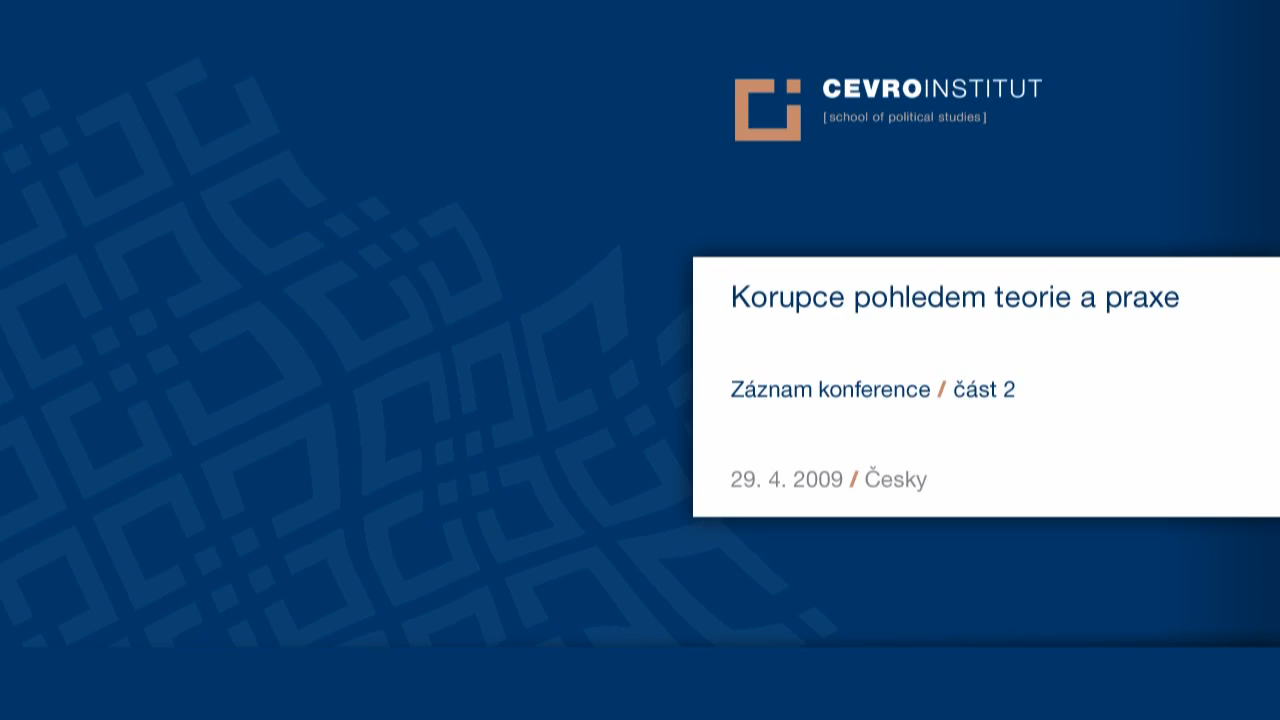 CEVROINSTITUT
[school of political studies]
Korupce pohledem teorie a praxe
Záznam konference / část 2
29. 4. 2009 / Česky